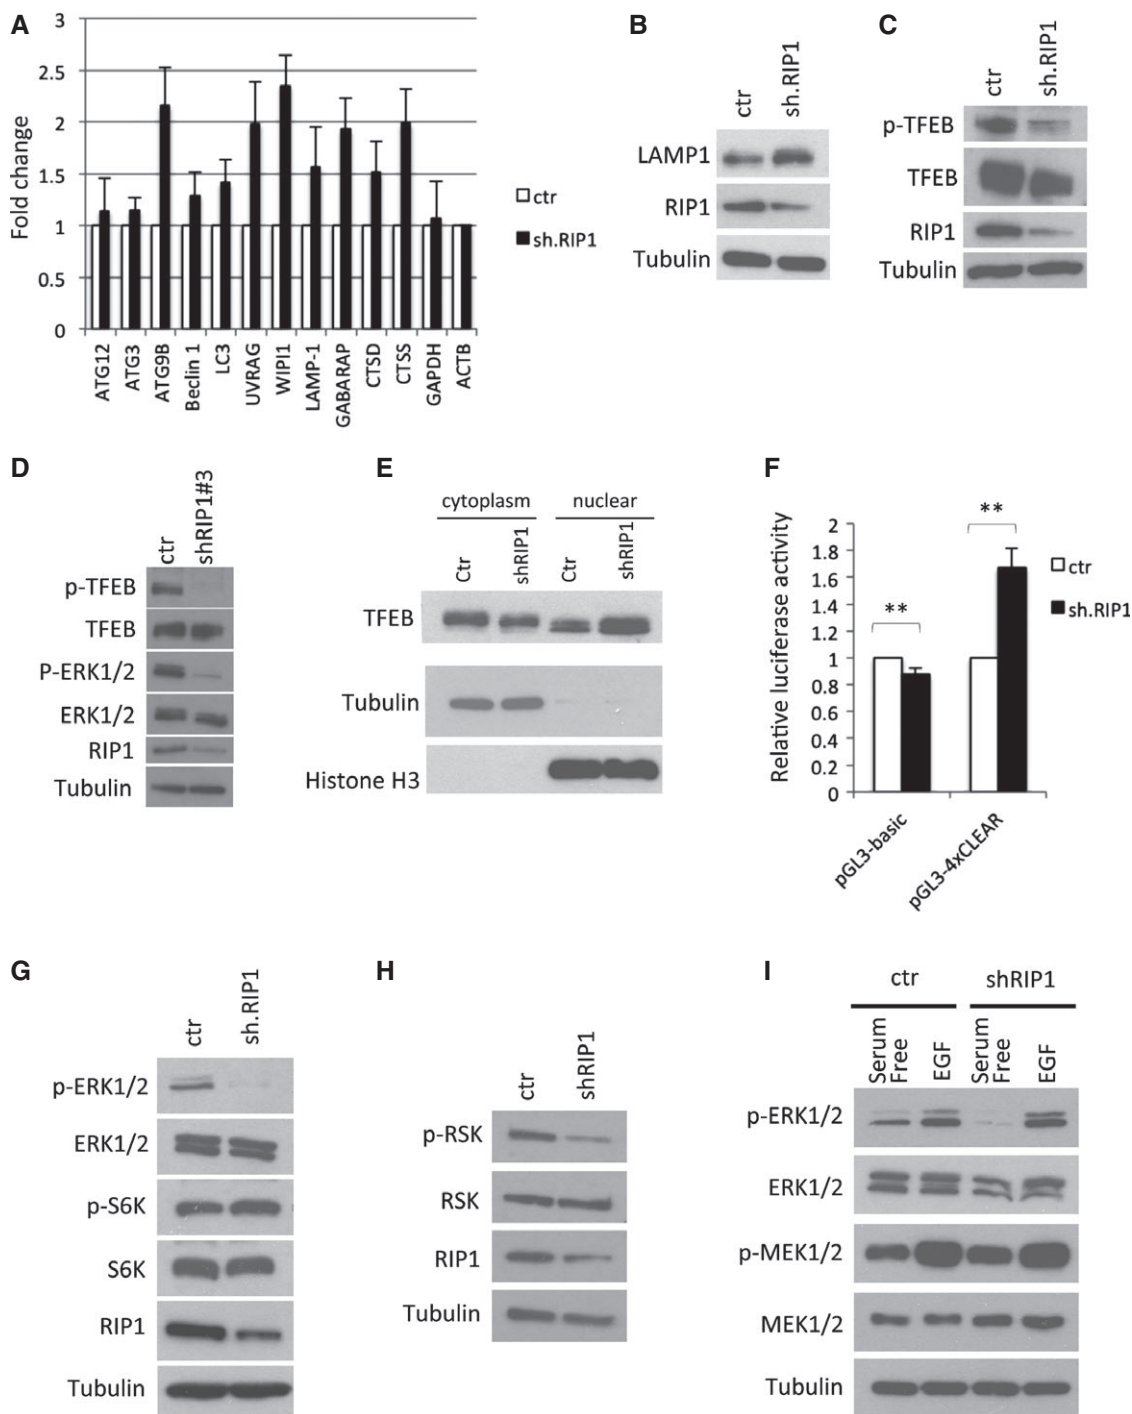 A
3
2.5
2
1.5
1
0.5
0
Fold change
ATG12
ATG3
ATG9B
Beclin 1
LC3
UVRAG
WIPI1
LAMP-1
GABARAP
CTSD
CTSS
GAPDH
ACTB
ctr
sh.RIP1
B
ctr
sh.RIP1
LAMP1
RIP1
Tubulin
C
ctr
sh.RIP1
p-TFEB
TFEB
RIP1
Tubulin
D
ctr
shRIP1#3
p-TFEB
TFEB
P-ERK1/2
ERK1/2
RIP1
Tubulin
E
cytoplasm nuclear
Ctr
shRIP1
Ctr
shRIP1
TFEB
Tubulin
Histone H3
F
Relative luciferase activity
2
1.8
1.6
1.4
1.2
1
0.8
0.6
0.4
0.2
0
**
**
pGL3-basic
pGL3-4xCLEAR
ctr
sh.RIP1
G
ctr
sh.RIP1
p-ERK1/2
ERK1/2
p-S6K
S6K
RIP1
Tubulin
H
ctr
shRIP1
p-RSK
RSK
RIP1
Tubulin
I
ctr shRIP1
Serum
Free
EGF
Serum
Free
EGF
p-ERK1/2
ERK1/2
p-MEK1/2
MEK1/2
Tubulin